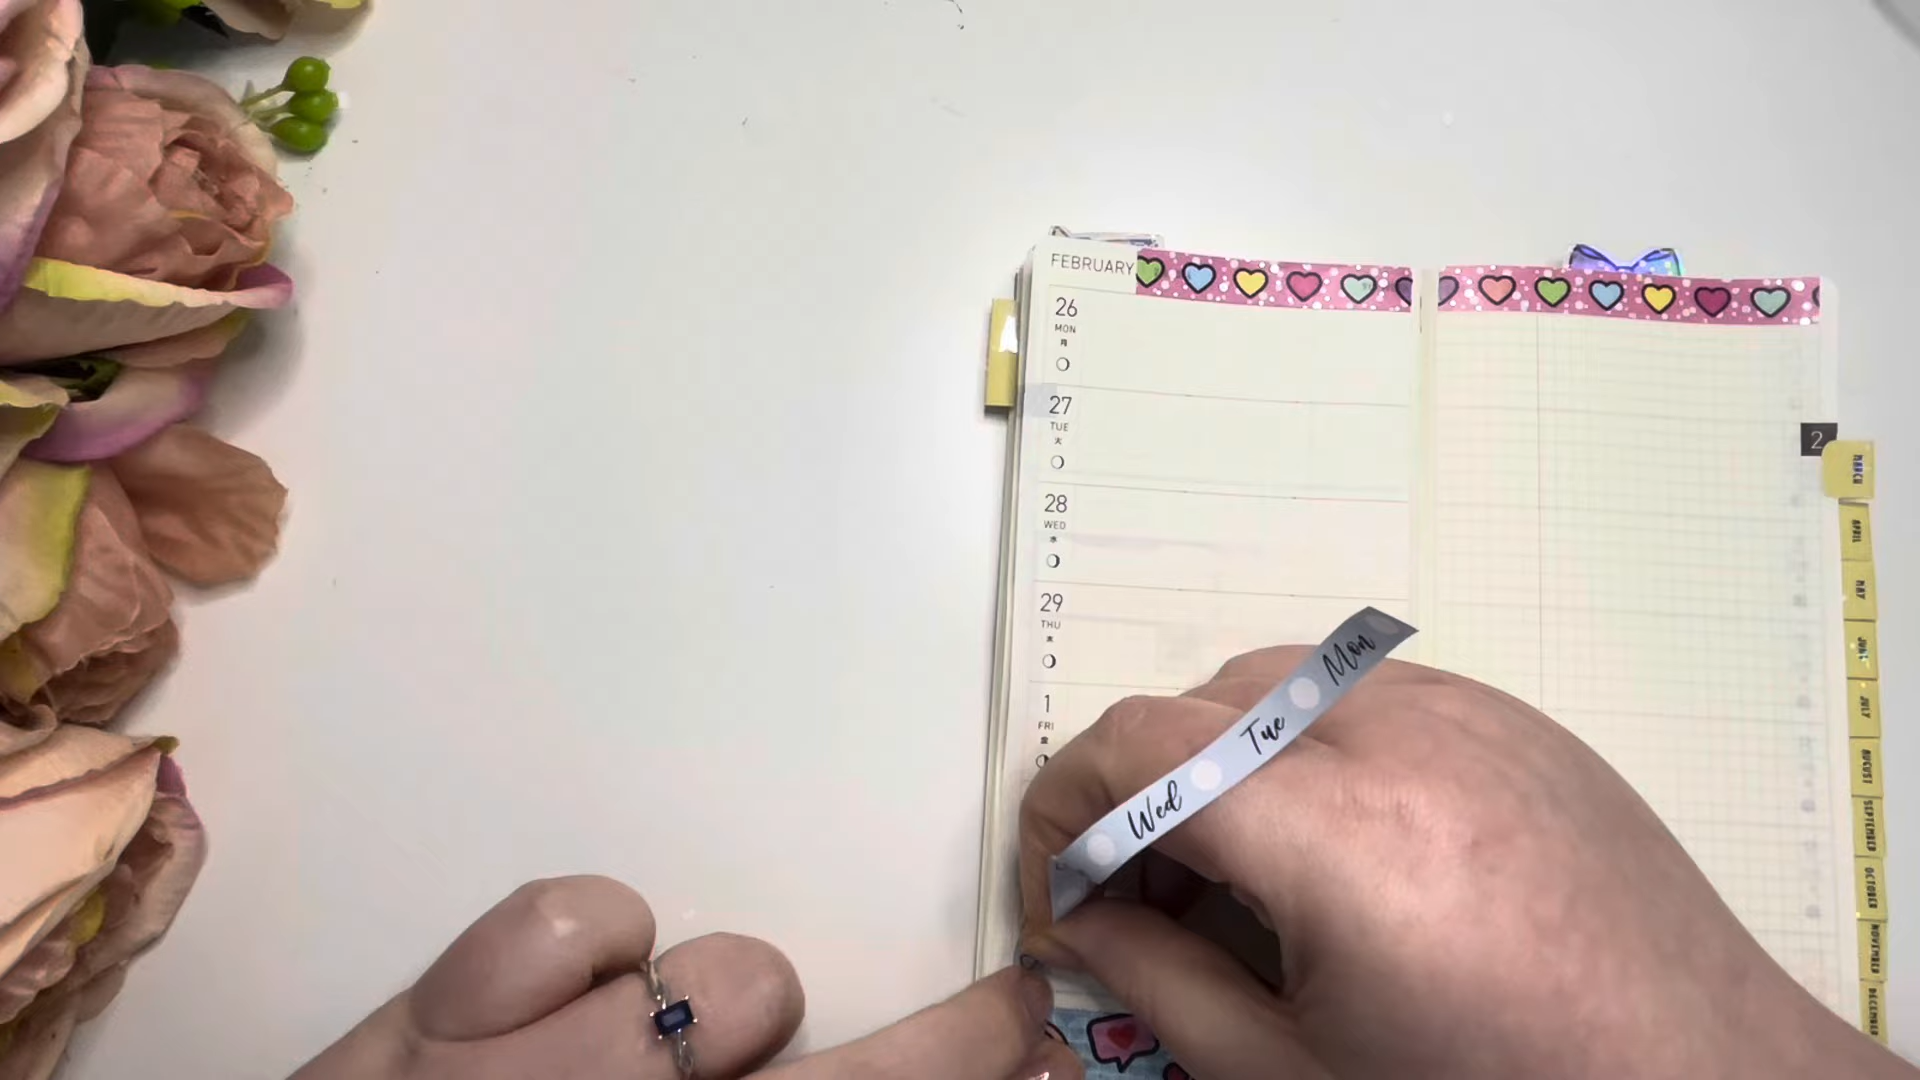 FEBRUARY
26
MON
月
27
TUE
火
28
WED
水
29
THU
木
1
FRI
金
Mon
Tue
Wed
2
MARCH
APRIL
MAY
JUNE
JULY
AUGUST
SEPTEMBER
OCTOBER
NOVEMBER
DECEMBER